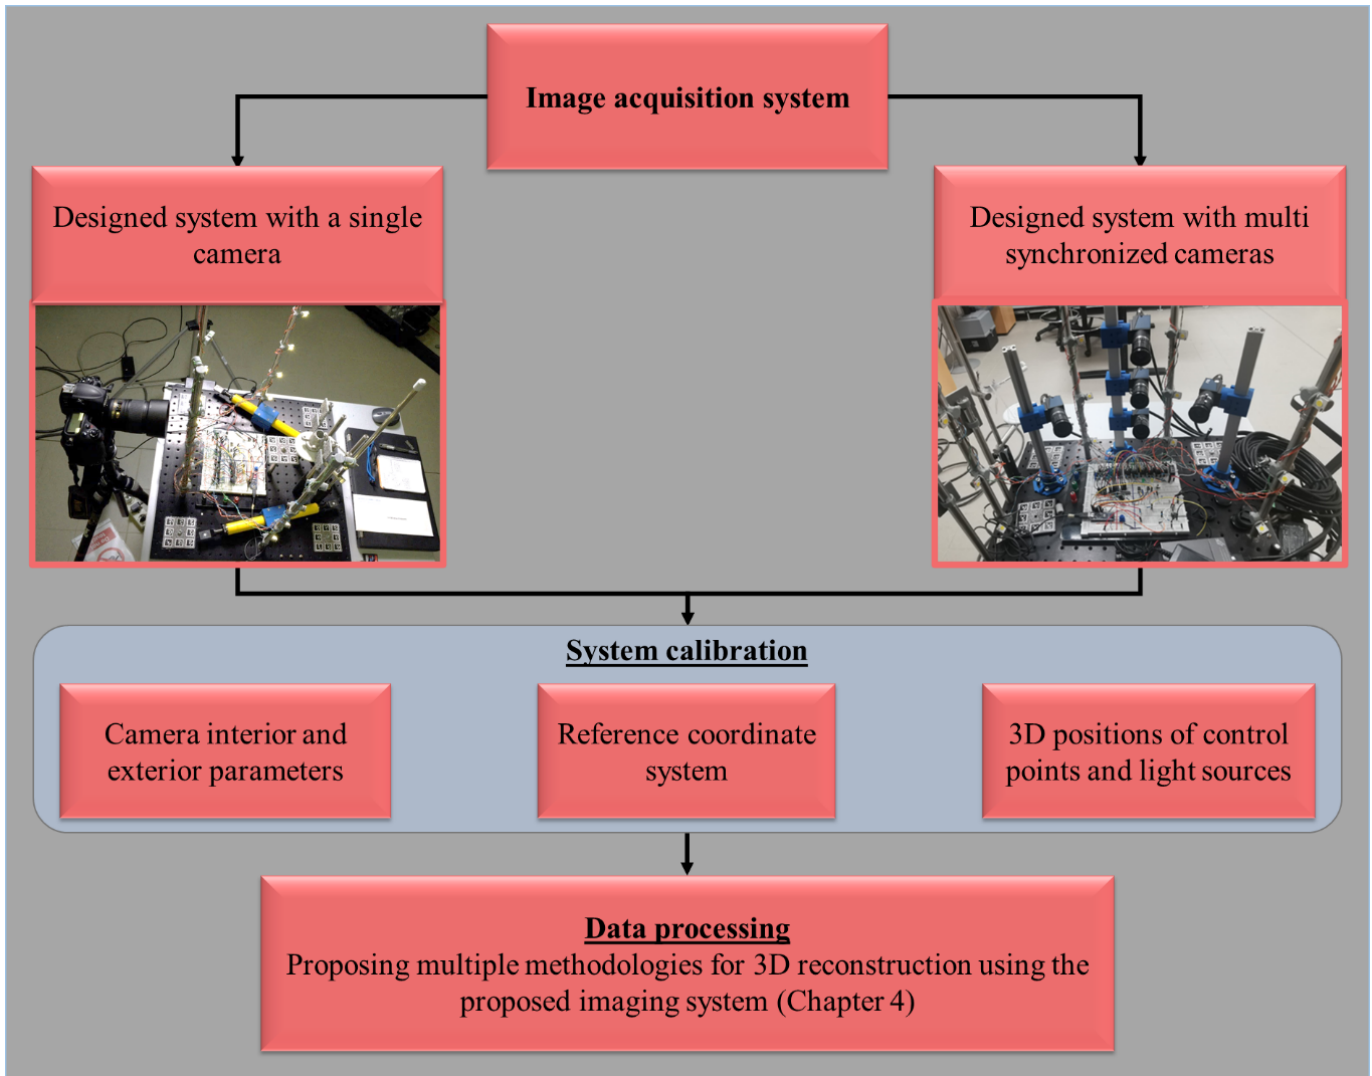 Image acquisition system
Designed system with a single
camera
Designed system with multi
synchronized cameras
System calibration
Camera interior and
exterior parameters
Reference coordinate
system
3D positions of control
points and light sources
Data processing
Proposing multiple methodologies for 3D reconstruction using the
proposed imaging system (Chapter 4)